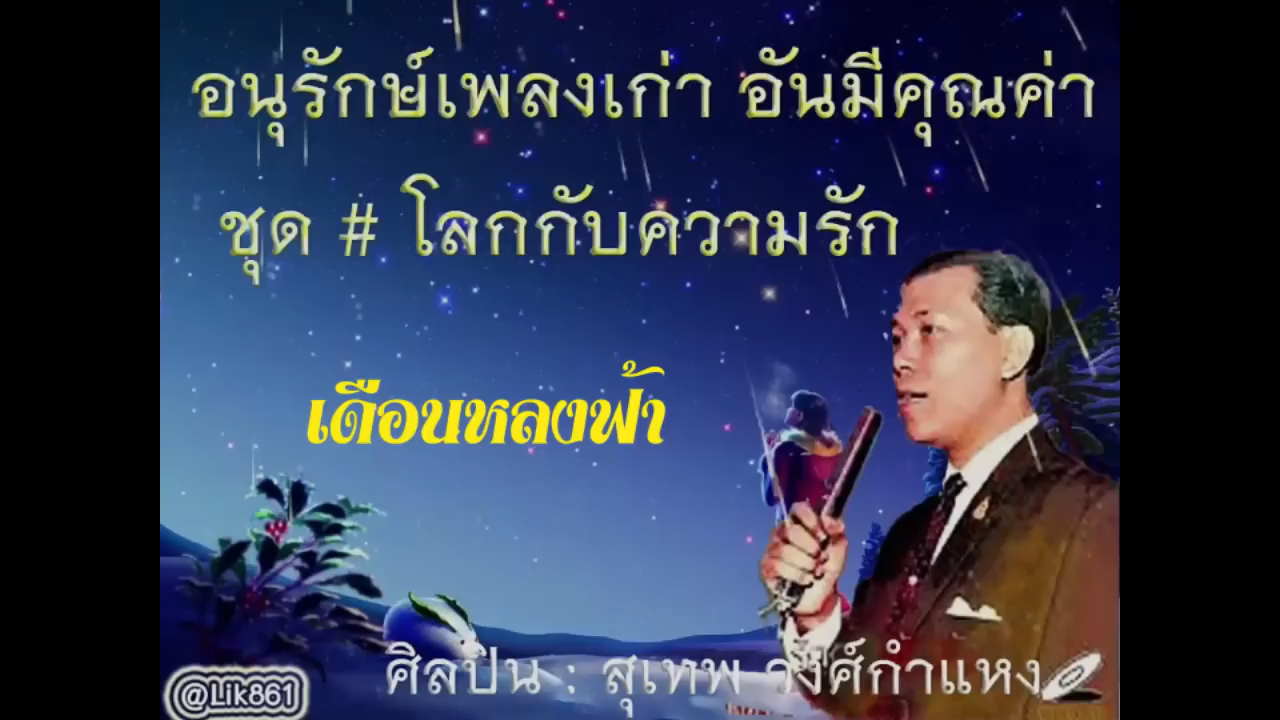 อนุรักษ์เพลงเก่า อันมีคุณค่า
ชุด # โลกกับความรัก
เดือนหลงฟ้า
ศิลปิน : สุเทพ วงศ์กำแหง
@Lik861